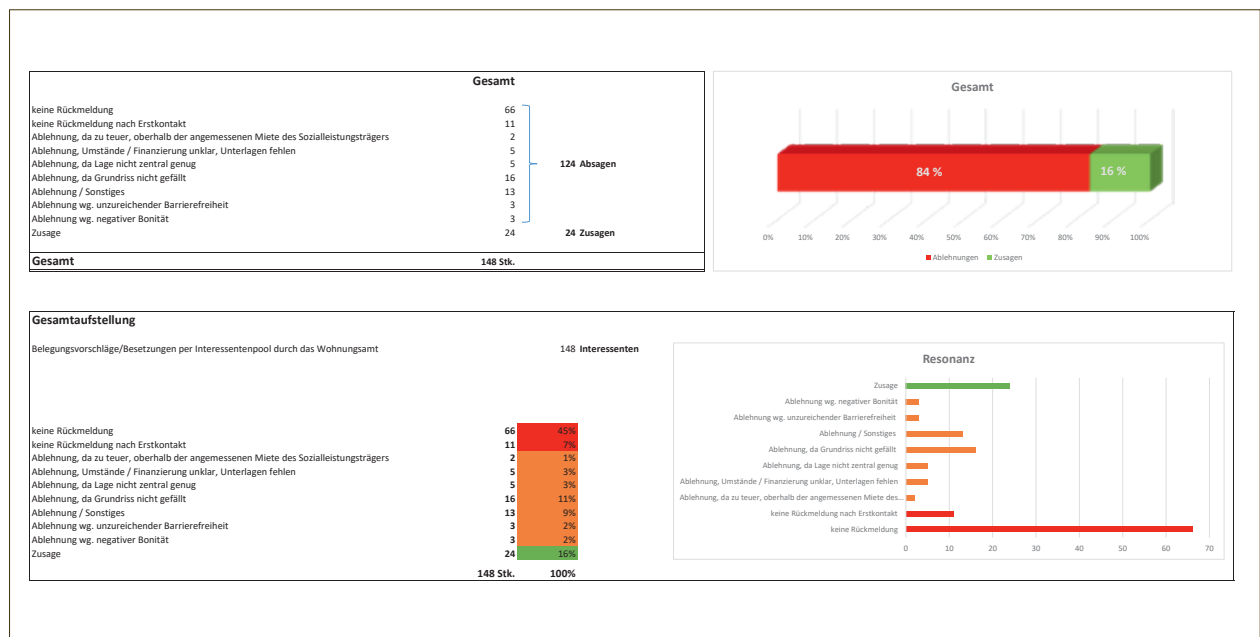 Gesamt
keine Rückmeldung 66
keine Rückmeldung nach Erstkontakt 11
Ablehnung, da zu teuer, oberhalb der angemessenen Miete des Sozialleistungsträgers 2
Ablehnung, Umstände / Finanzierung unklar, Unterlagen fehlen 5
Ablehnung, da Lage nicht zentral genug 5 124 Absagen
Ablehnung, da Grundriss nicht gefällt 16
Ablehnung / Sonstiges 13
Ablehnung wg. unzureichender Barrierefreiheit 3
Ablehnung wg. negativer Bonität 3
Zusage 24 24 Zusagen
Gesamt 148 Stk.
Gesamt
84 % 16 %
0% 10% 20% 30% 40% 50% 60% 70% 80% 90% 100%
Ablehnungen Zusagen
Gesamtaufstellung
Belegungsvorschläge/Besetzungen per Interessentenpool durch das Wohnungsamt 148 Interessenten
keine Rückmeldung 66 45%
keine Rückmeldung nach Erstkontakt 11 7%
Ablehnung, da zu teuer, oberhalb der angemessenen Miete des Sozialleistungsträgers 2 1%
Ablehnung, Umstände / Finanzierung unklar, Unterlagen fehlen 5 3%
Ablehnung, da Lage nicht zentral genug 5 3%
Ablehnung, da Grundriss nicht gefällt 16 11%
Ablehnung / Sonstiges 13 9%
Ablehnung wg. unzureichender Barrierefreiheit 3 2%
Ablehnung wg. negativer Bonität 3 2%
Zusage 24 16%
148 Stk. 100%
Resonanz
Zusage
Ablehnung wg. negativer Bonität
Ablehnung wg. unzureichender Barrierefreiheit
Ablehnung / Sonstiges
Ablehnung, da Grundriss nicht gefällt
Ablehnung, da Lage nicht zentral genug
Ablehnung, Umstände / Finanzierung unklar, Unterlagen fehlen
Ablehnung, da zu teuer, oberhalb der angemessenen Miete des...
keine Rückmeldung nach Erstkontakt
keine Rückmeldung
0 10 20 30 40 50 60 70